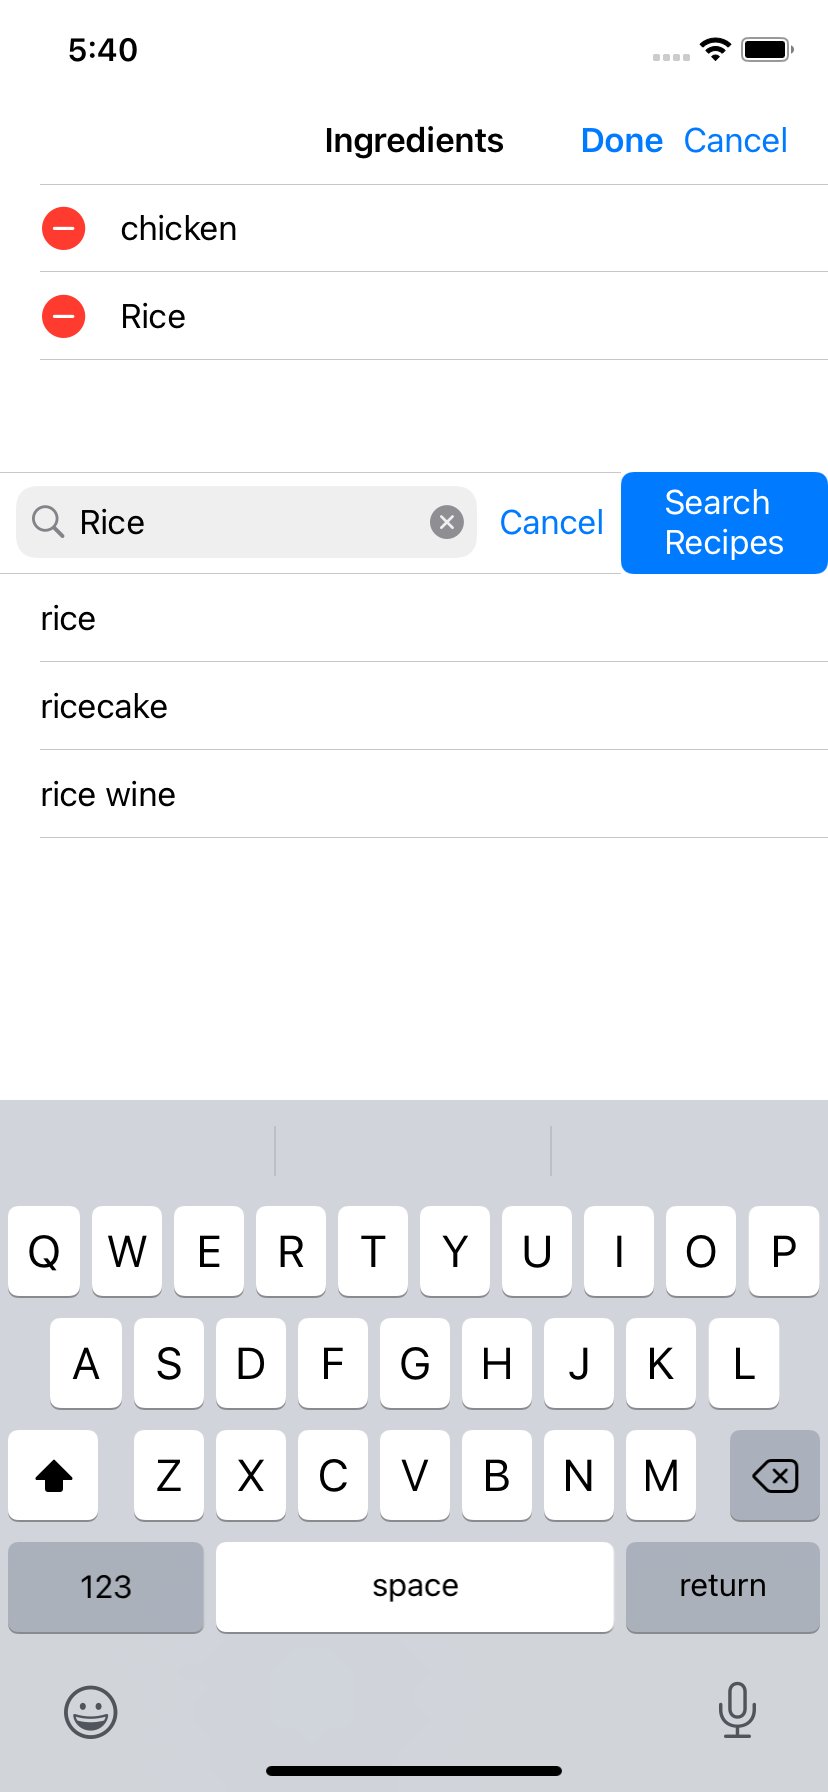 5:40
Ingredients Done Cancel
chicken
Rice
Rice Cancel Search Recipes
rice
ricecake
rice wine
Q W E R T Y U I O P
A S D F G H J K L
Z X C V B N M
123 space return